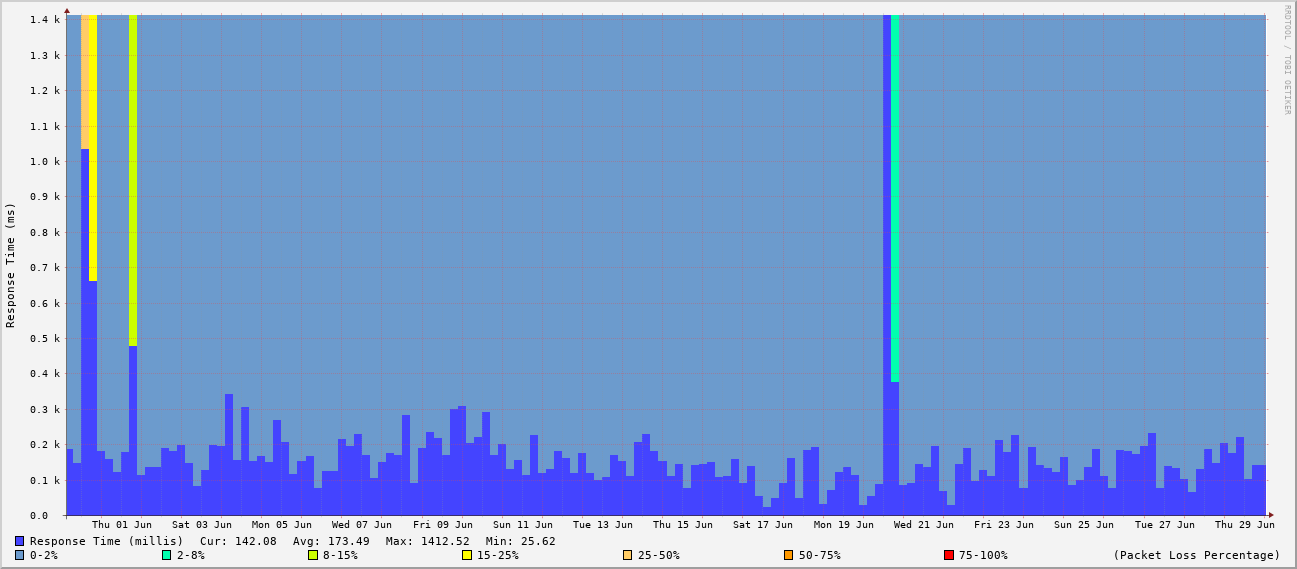 1.4 k
1.3 k
1.2 k
1.1 k
1.0 k
0.9 k
0.8 k
0.7 k
0.6 k
0.5 k
0.4 k
0.3 k
0.2 k
0.1 k
0.0
Response Time (ms)
RRDTOOL / TOBI OETIKER
Thu 01 Jun Sat 03 Jun Mon 05 Jun Wed 07 Jun Fri 09 Jun Sun 11 Jun Tue 13 Jun Thu 15 Jun Sat 17 Jun Mon 19 Jun Wed 21 Jun Fri 23 Jun Sun 25 Jun Tue 27 Jun Thu 29 Jun
Response Time (millis) Cur: 142.08 Avg: 173.49 Max: 1412.52 Min: 25.62
0-2% 2-8% 8-15% 15-25% 25-50% 50-75% 75-100% (Packet Loss Percentage)